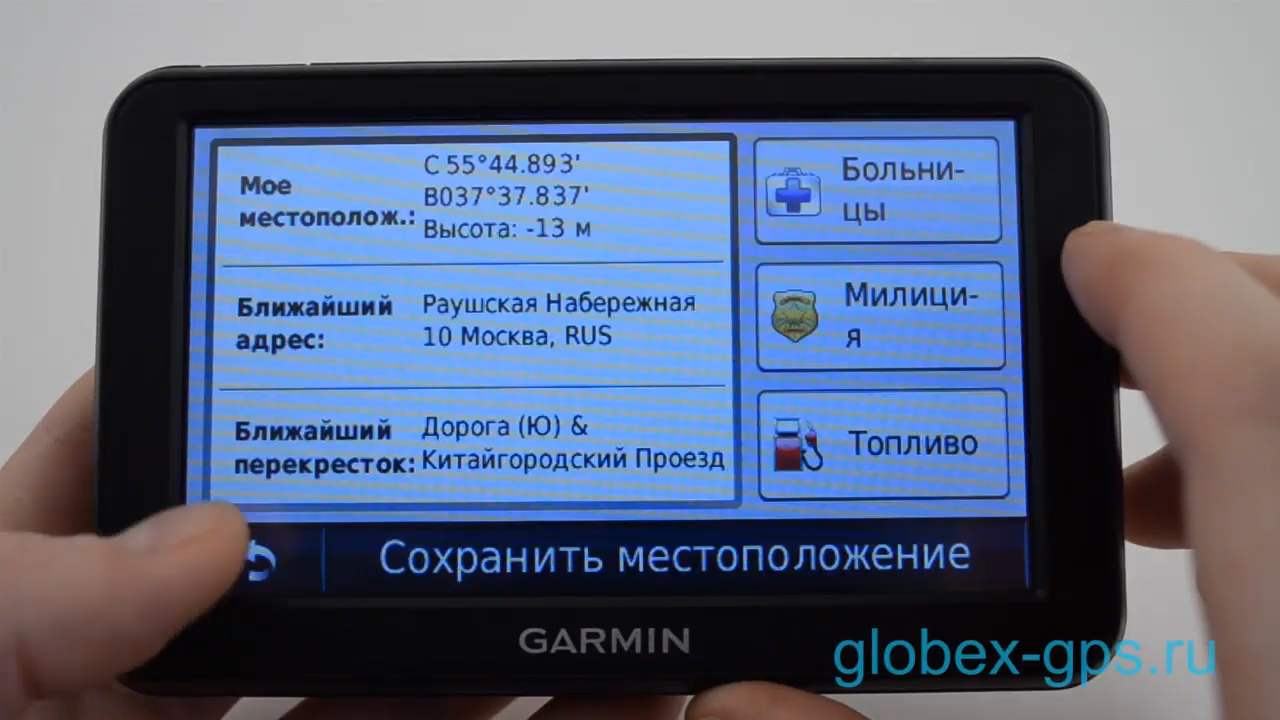 Мое
местополож.:
С 55°44.893'
В037°37.837'
Высота: -13 м
Ближайший
адрес:
Раушская Набережная
10 Москва, RUS
Ближайший
перекресток:
Дорога (Ю) &
Китайгородский Проезд
Больни-
цы
Милици-
я
Топливо
Сохранить местоположение
GARMIN
globex-gps.ru